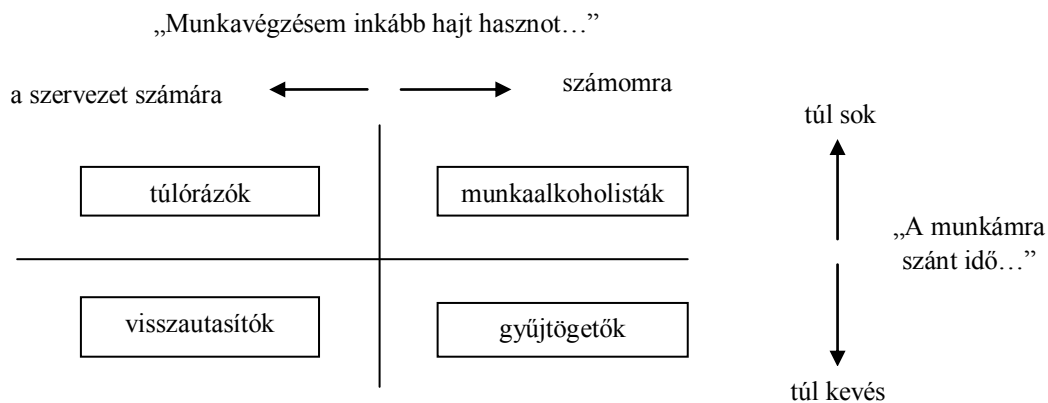 „Munkavégzésem inkább hajt hasznot…”
a szervezet számára
számomra
túl sok
túlórázók
munkaalkoholisták
„A munkámra
szánt idő…”
visszautasítók
gyűjtögetők
túl kevés